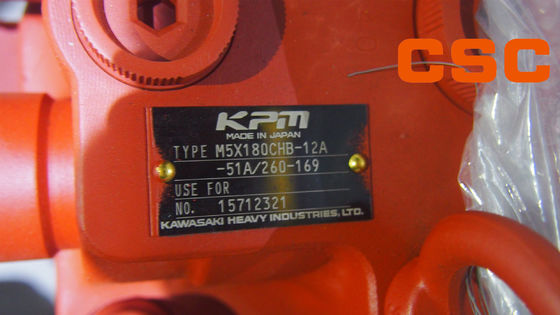 CSC
KPM
MADE IN JAPAN
TYPE M5X180CHB-12A
-51A/260-169
USE FOR
NO. 15712321
KAWASAKI HEAVY INDUSTRIES, LTD.